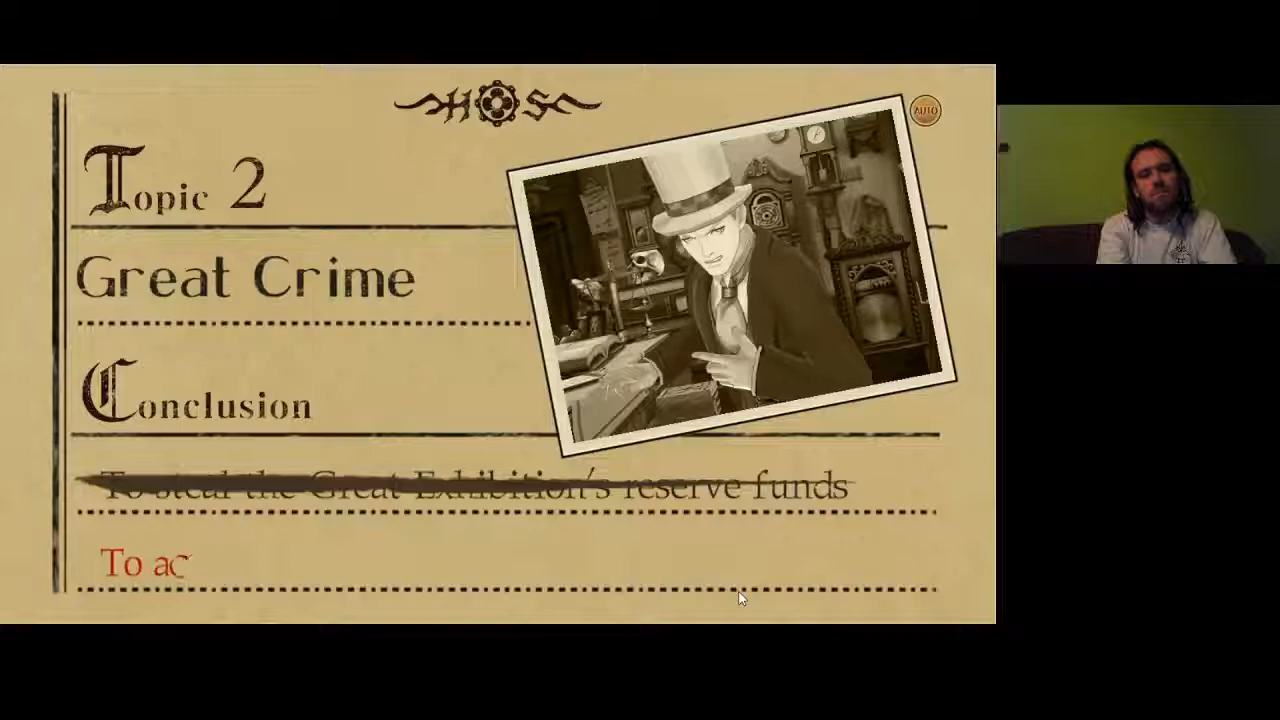 H S
AUTO
Topic 2
Great Crime
Conclusion
To steal the Great Exhibition's reserve funds
To ac